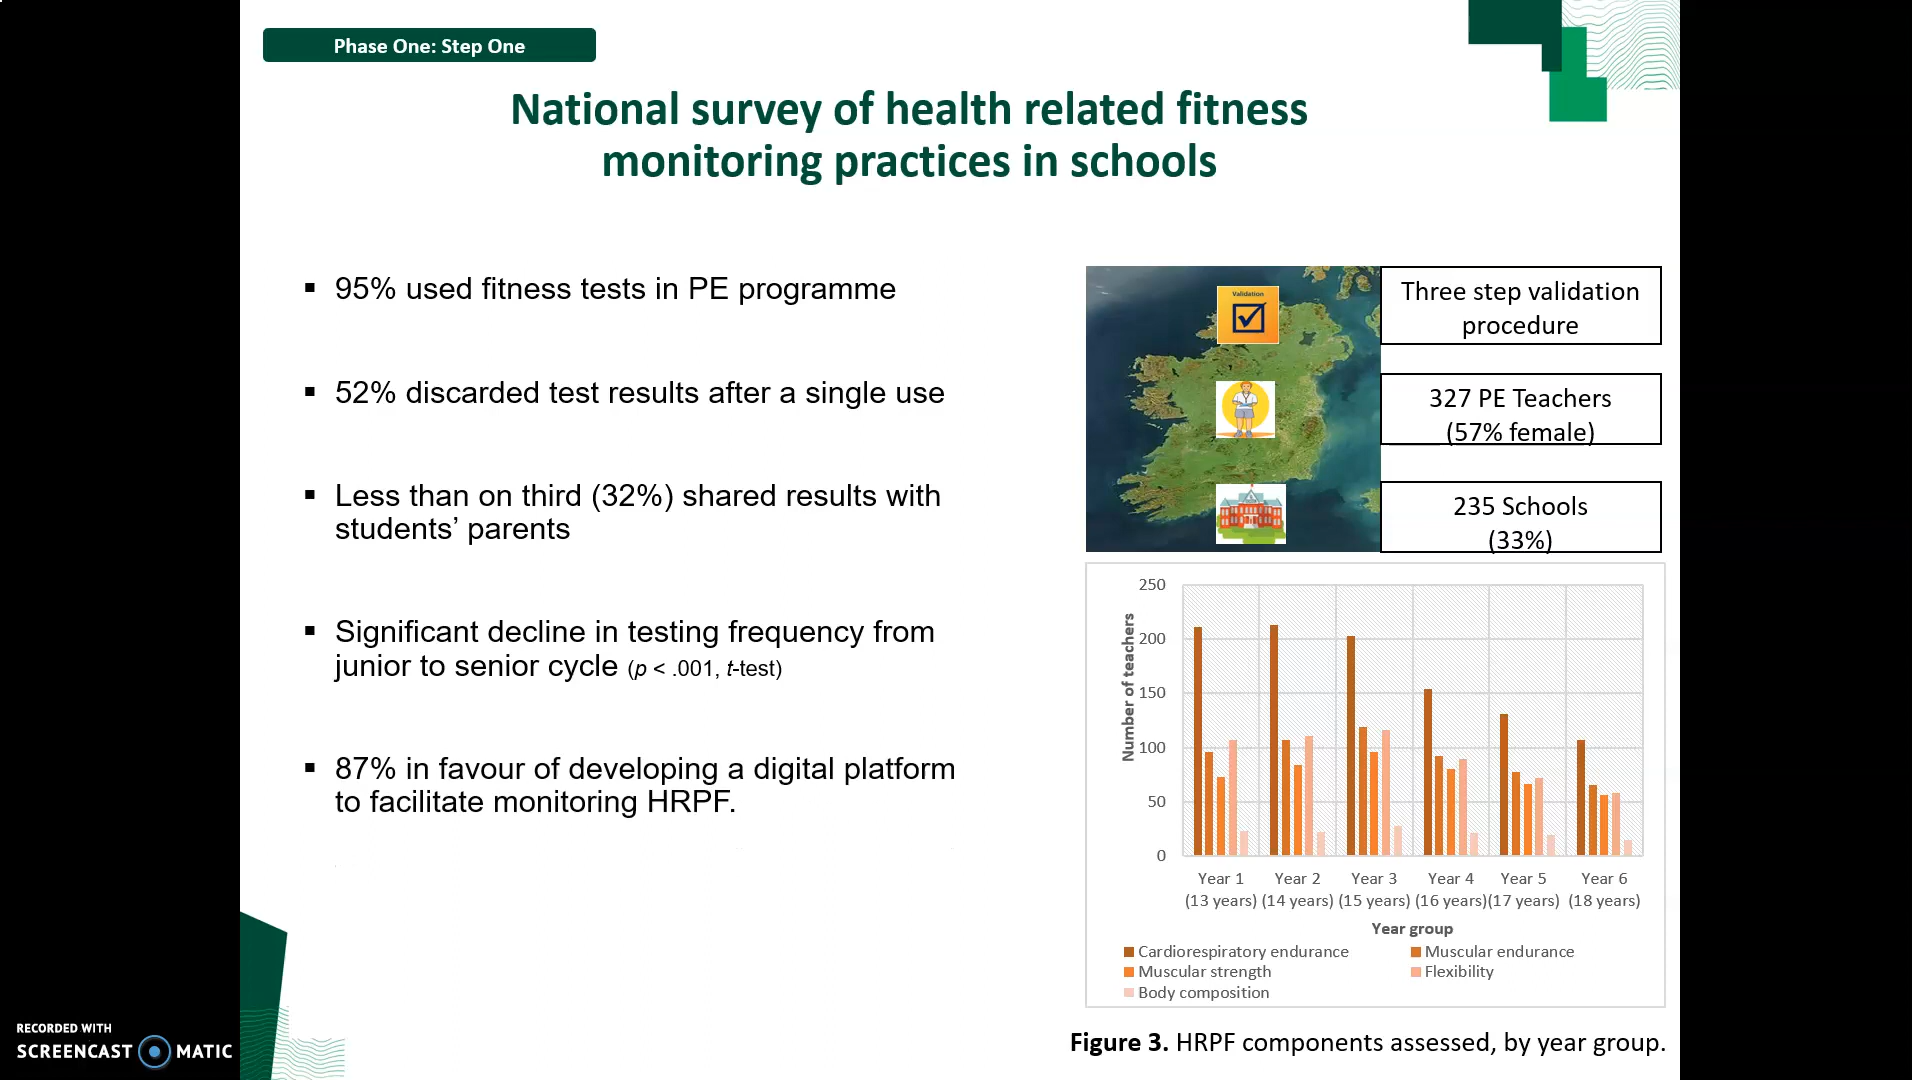 Phase One: Step One
National survey of health related fitness
monitoring practices in schools
▪ 95% used fitness tests in PE programme
▪ 52% discarded test results after a single use
▪ Less than on third (32%) shared results with
students’ parents
▪ Significant decline in testing frequency from
junior to senior cycle (p < .001, t-test)
▪ 87% in favour of developing a digital platform
to facilitate monitoring HRPF.
Validation
Three step validation
procedure
327 PE Teachers
(57% female)
235 Schools
(33%)
Number of teachers
250
200
150
100
50
0
Year 1 Year 2 Year 3 Year 4 Year 5 Year 6
(13 years) (14 years) (15 years) (16 years) (17 years) (18 years)
Year group
Cardiorespiratory endurance Muscular endurance
Muscular strength Flexibility
Body composition
Figure 3. HRPF components assessed, by year group.
RECORDED WITH
SCREENCAST MATIC